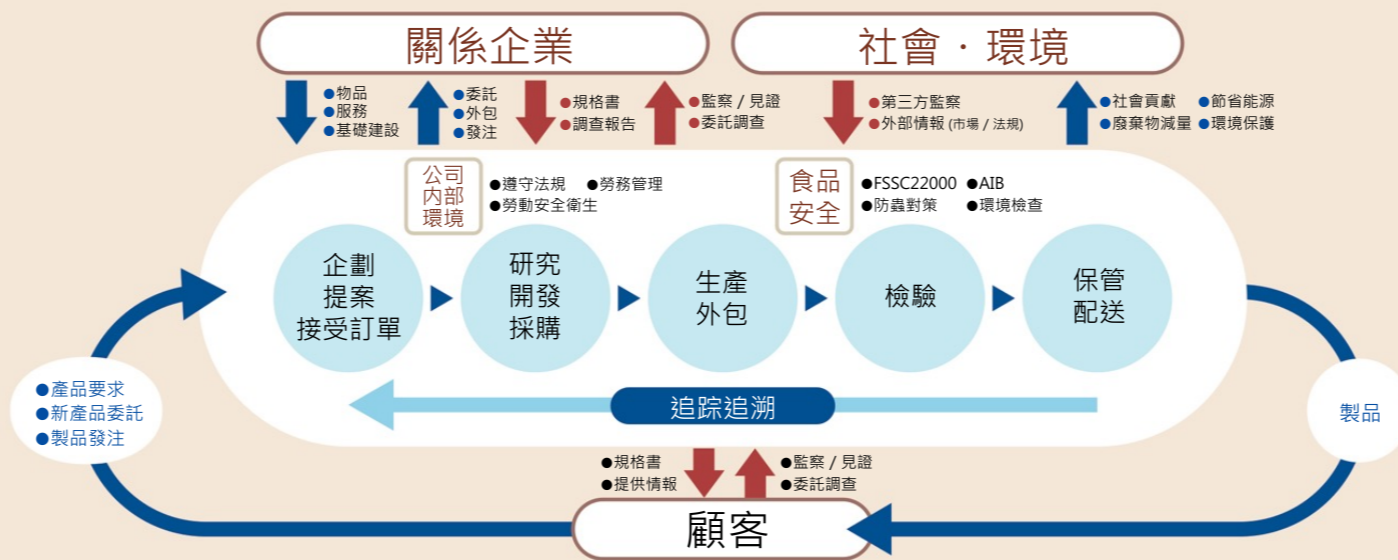 關係企業
社會．環境
●物品
●服務
●基礎建設
●委託
●外包
●發注
●規格書
●調查報告
●監察 / 見證
●委託調查
●第三方監察
●外部情報 (市場 / 法規)
●社會貢獻 ●節省能源
●廢棄物減量 ●環境保護
公司
內部
環境
●遵守法規 ●勞務管理
●勞動安全衛生
食品
安全
●FSSC22000 ●AIB
●防蟲對策 ●環境檢查
企劃
提案
接受訂單
研究
開發
採購
生產
外包
檢驗
保管
配送
追踪追溯
●產品要求
●新產品委託
●製品發注
製品
●規格書
●提供情報
●監察 / 見證
●委託調查
顧客